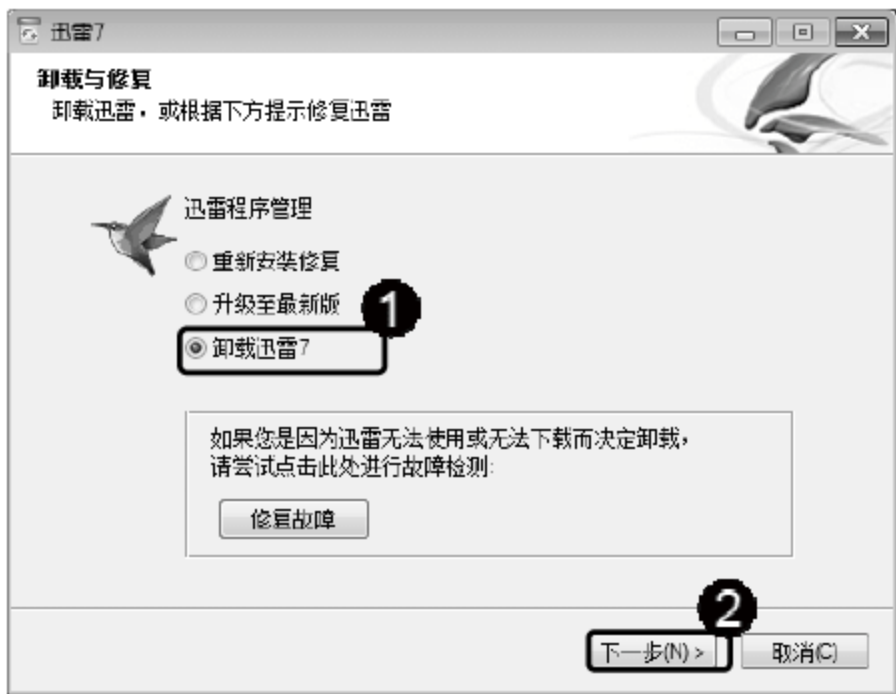 迅雷7
卸载与修复
卸载迅雷，或根据下方提示修复迅雷
迅雷程序管理
重新安装修复
升级至最新版
1
卸载迅雷7
如果您是因为迅雷无法使用或无法下载而决定卸载，
请尝试点击此处进行故障检测:
修复故障
2
下一步(N) > 取消(C)